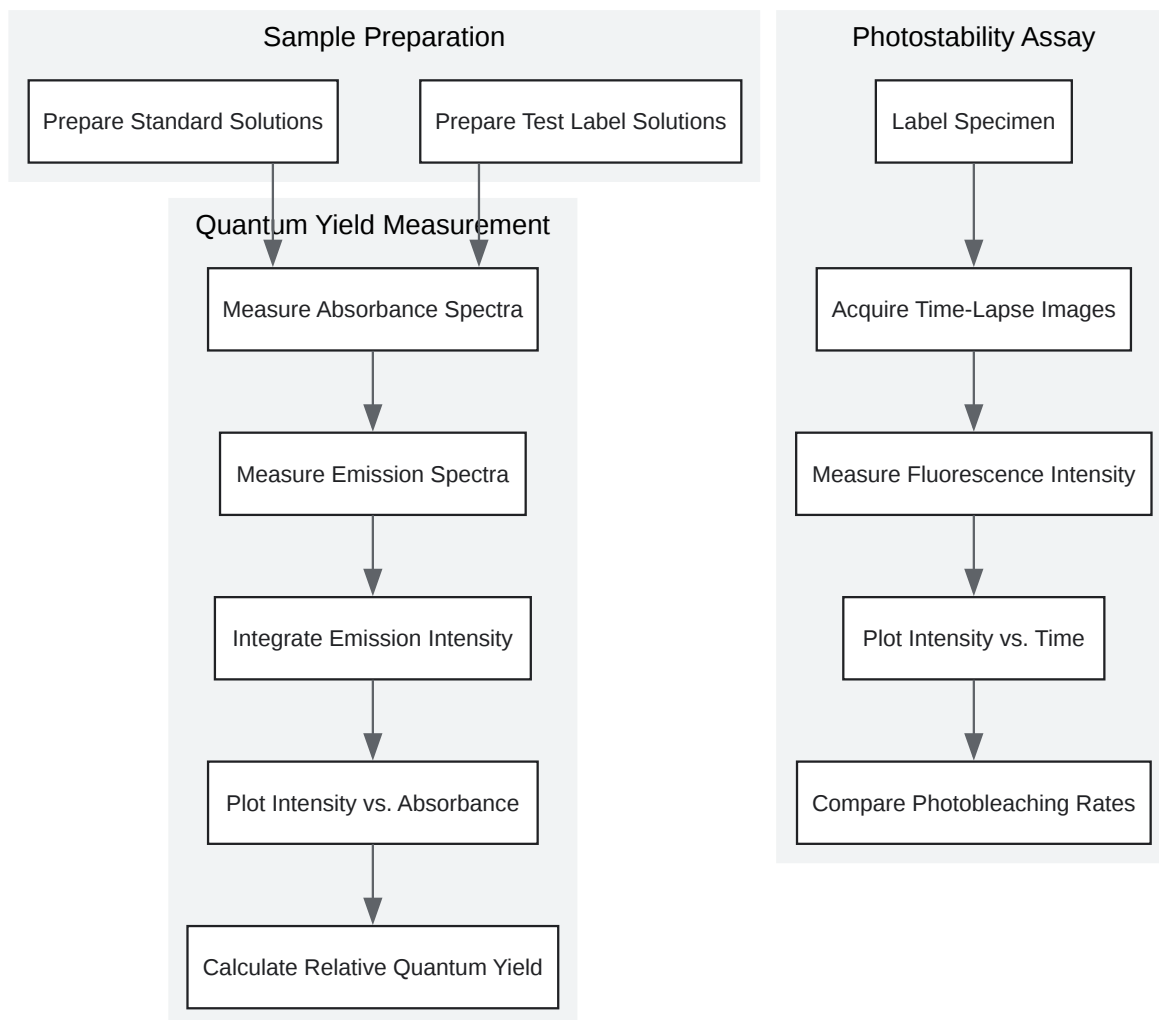 Sample Preparation
Prepare Standard Solutions
Prepare Test Label Solutions
Quantum Yield Measurement
Measure Absorbance Spectra
Measure Emission Spectra
Integrate Emission Intensity
Plot Intensity vs. Absorbance
Calculate Relative Quantum Yield
Photostability Assay
Label Specimen
Acquire Time-Lapse Images
Measure Fluorescence Intensity
Plot Intensity vs. Time
Compare Photobleaching Rates